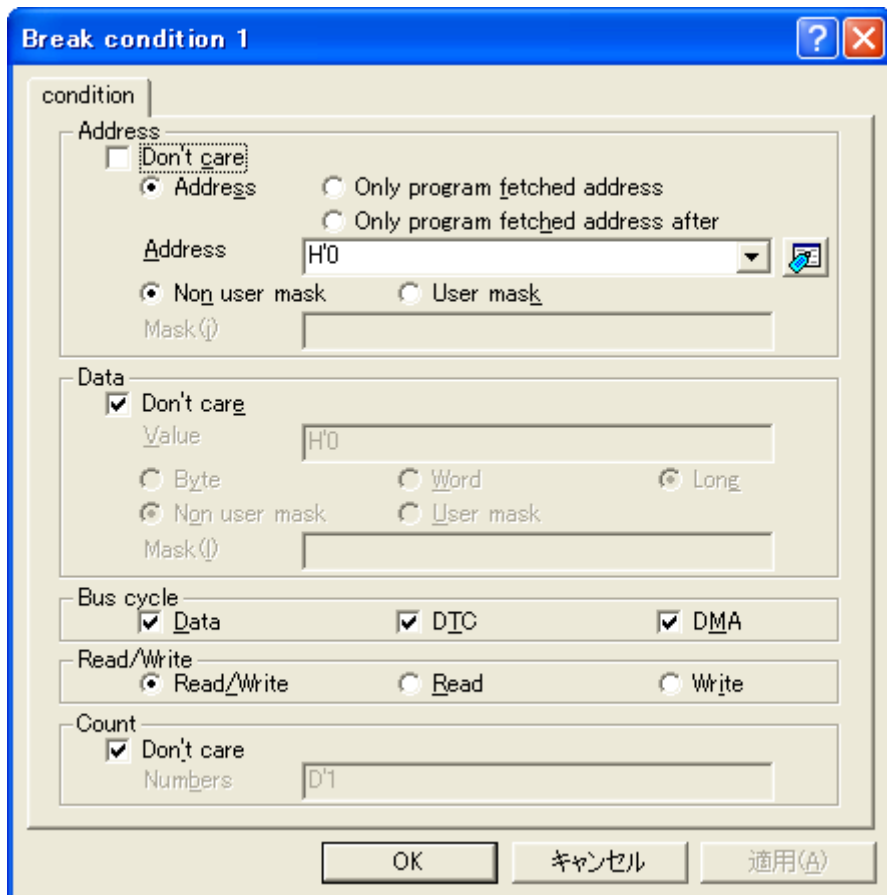 Break condition 1
condition
Address
Don't care
Address Only program fetched address
Only program fetched address after
Address H'0
Non user mask User mask
Mask(j)
Data
Don't care
Value H'0
Byte Word Long
Non user mask User mask
Mask(l)
Bus cycle
Data DTC DMA
Read/Write
Read/Write Read Write
Count
Don't care
Numbers D'1
OK キャンセル 適用(A)